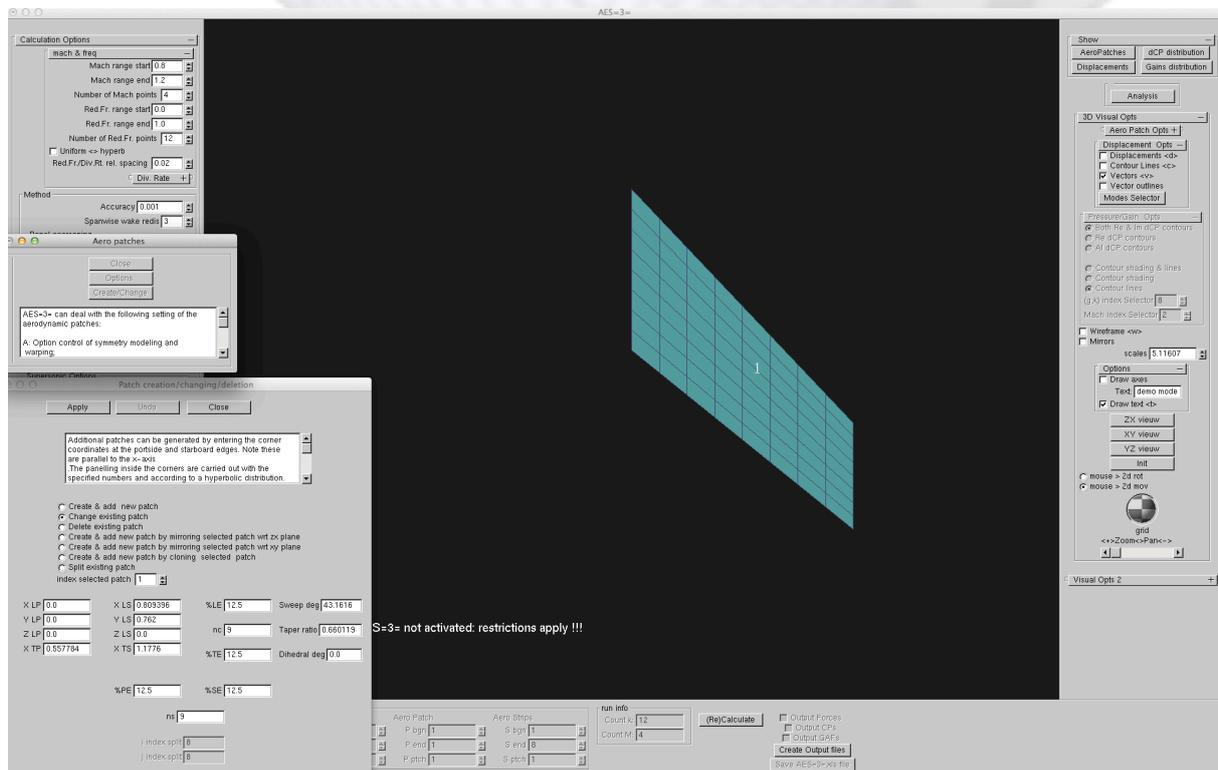 AES=3=
Calculation Options
mach & freq
Mach range start 0.8
Mach range end 1.2
Number of Mach points 4
Red.Fr. range start 0.0
Red.Fr. range end 1.0
Number of Red.Fr. points 12
Uniform <> hyperb
Red.Fr./Div.Rt. rel. spacing 0.02
Div. Rate +
Method
Accuracy 0.001
Spanwise wake redis 3
Aero patches
Close
Options
Create/Change
AES=3= can deal with the following setting of the
aerodynamic patches:
A: Option control of symmetry modeling and
warping;
Supersonic Options
Patch creation/changing/deletion
Apply Undo Close
Additional patches can be generated by entering the corner
coordinates at the portside and starboard edges. Note these
are parallel to the x-axis
.The panelling inside the corners are carried out with the
specified numbers and according to a hyperbolic distribution.
Create & add new patch
Change existing patch
Delete existing patch
Create & add new patch by mirroring selected patch wrt zx plane
Create & add new patch by mirroring selected patch wrt xy plane
Create & add new patch by cloning selected patch
Split existing patch
index selected patch 1
X LP 0.0 X LS 0.809396 %LE 12.5 Sweep deg 43.1616
Y LP 0.0 Y LS 0.762 nc 9 Taper ratio 0.660119
Z LP 0.0 Z LS 0.0
X TP 0.557784 X TS 1.1776 %TE 12.5 Dihedral deg 0.0
%PE 12.5 %SE 12.5
ns 9
i index split 8
j index split 8
1
S=3= not activated: restrictions apply !!!
Aero Patch Aero Strips
P bgn 1 S bgn 1
P end 1 S end 8
P ptch 1 S ptch 1
run info
Count k: 12
Count M: 4
(Re)Calculate
Output Forces
Output CPs
Output GAFs
Create Output files
Save AES=3=.xls file
Show
AeroPatches dCP distribution
Displacements Gains distribution
Analysis
3D Visual Opts
Aero Patch Opts +
Displacement Opts
Displacements <d>
Contour Lines <c>
Vectors <v>
Vector outlines
Modes Selector
Pressure/Gain Opts
Both Re & Im dCP contours
Re dCP contours
AI dCP contours
Contour shading & lines
Contour shading
Contour lines
(g,k) index Selector 8
Mach Index Selector 2
Wireframe <w>
Mirrors
scales 5.11607
Options
Draw axes
Text: demo mode
Draw text <t>
ZX vieuw
XY vieuw
YZ vieuw
Init
mouse > 2d rot
mouse > 2d mov
grid
<+>Zoom<>Pan<->
Visual Opts 2 +